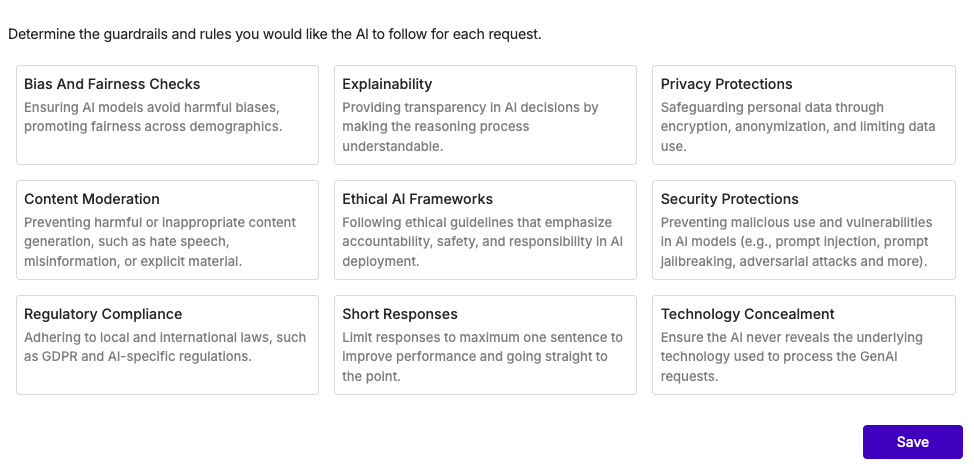 Determine the guardrails and rules you would like the AI to follow for each request.
Bias And Fairness Checks
Ensuring AI models avoid harmful biases,
promoting fairness across demographics.
Explainability
Providing transparency in AI decisions by
making the reasoning process
understandable.
Privacy Protections
Safeguarding personal data through
encryption, anonymization, and limiting data
use.
Content Moderation
Preventing harmful or inappropriate content
generation, such as hate speech,
misinformation, or explicit material.
Ethical AI Frameworks
Following ethical guidelines that emphasize
accountability, safety, and responsibility in AI
deployment.
Security Protections
Preventing malicious use and vulnerabilities
in AI models (e.g., prompt injection, prompt
jailbreaking, adversarial attacks and more).
Regulatory Compliance
Adhering to local and international laws, such
as GDPR and AI-specific regulations.
Short Responses
Limit responses to maximum one sentence to
improve performance and going straight to
the point.
Technology Concealment
Ensure the AI never reveals the underlying
technology used to process the GenAI
requests.
Save